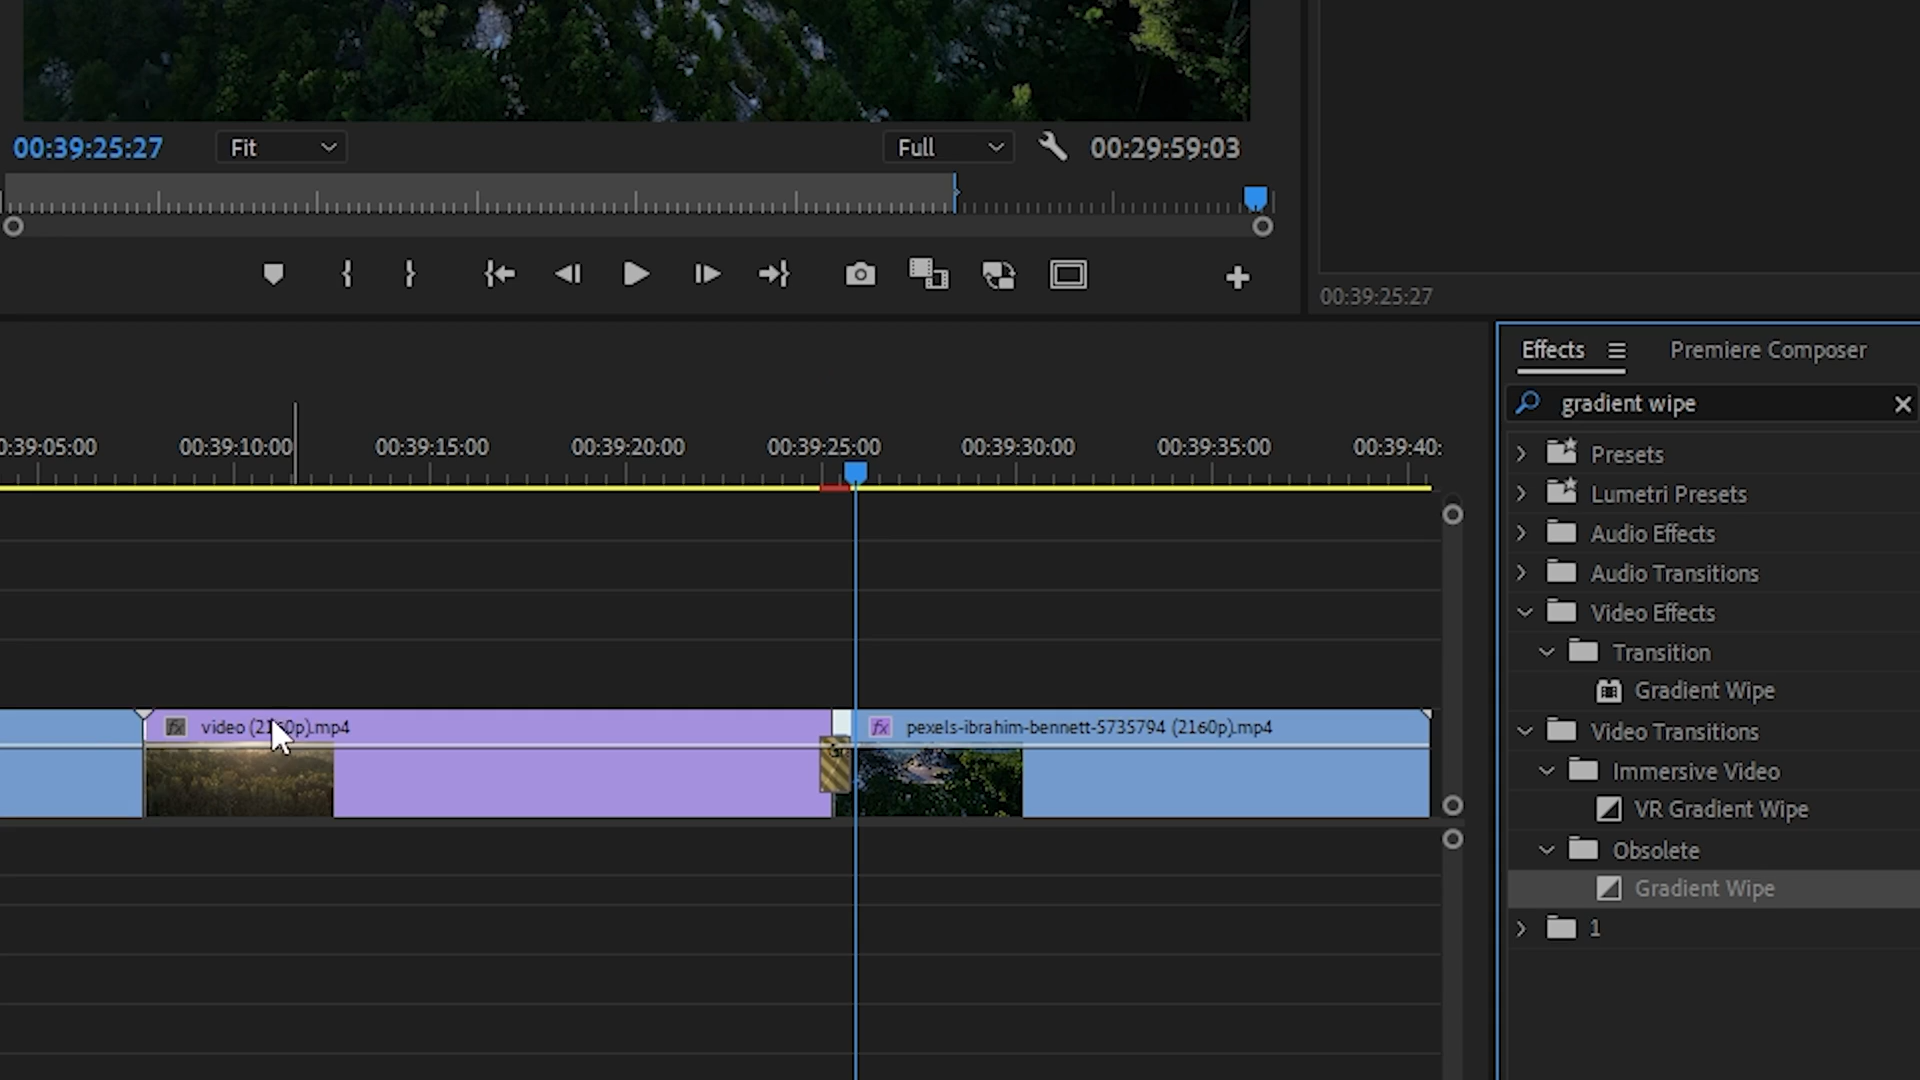 00:39:25:27
Fit
Full
00:29:59:03
00:39:25:27
Effects
Premiere Composer
gradient wipe
0:39:05:00
00:39:10:00
00:39:15:00
00:39:20:00
00:39:25:00
00:39:30:00
00:39:35:00
00:39:40:
Presets
Lumetri Presets
Audio Effects
Audio Transitions
Video Effects
Transition
Gradient Wipe
fx video (2160p).mp4
fx pexels-ibrahim-bennett-5735794 (2160p).mp4
Video Transitions
Immersive Video
VR Gradient Wipe
Obsolete
Gradient Wipe
1